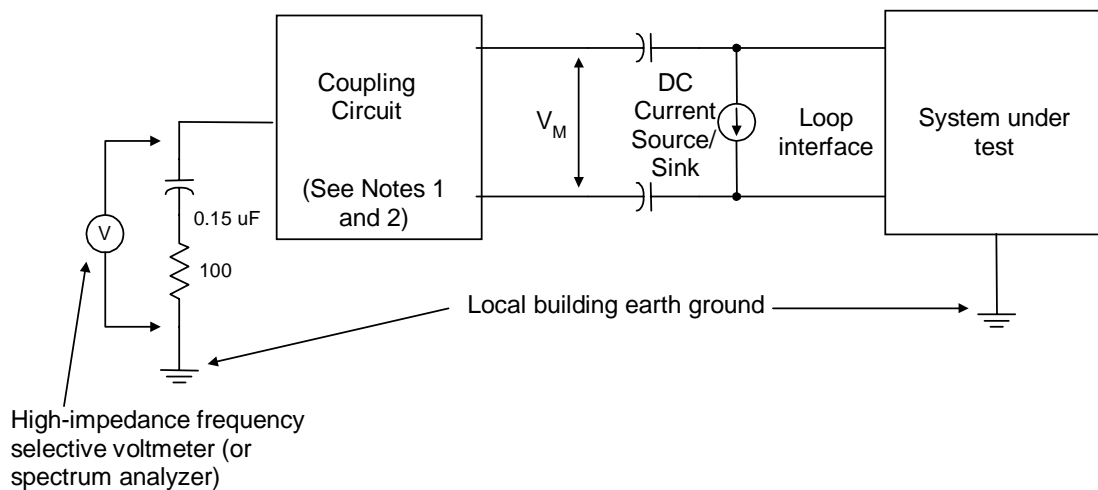 Coupling
Circuit
(See Notes 1
and 2)
V_M
DC
Current
Source/
Sink
Loop
interface
System under
test
0.15 uF
V
100
Local building earth ground
High-impedance frequency
selective voltmeter (or
spectrum analyzer)